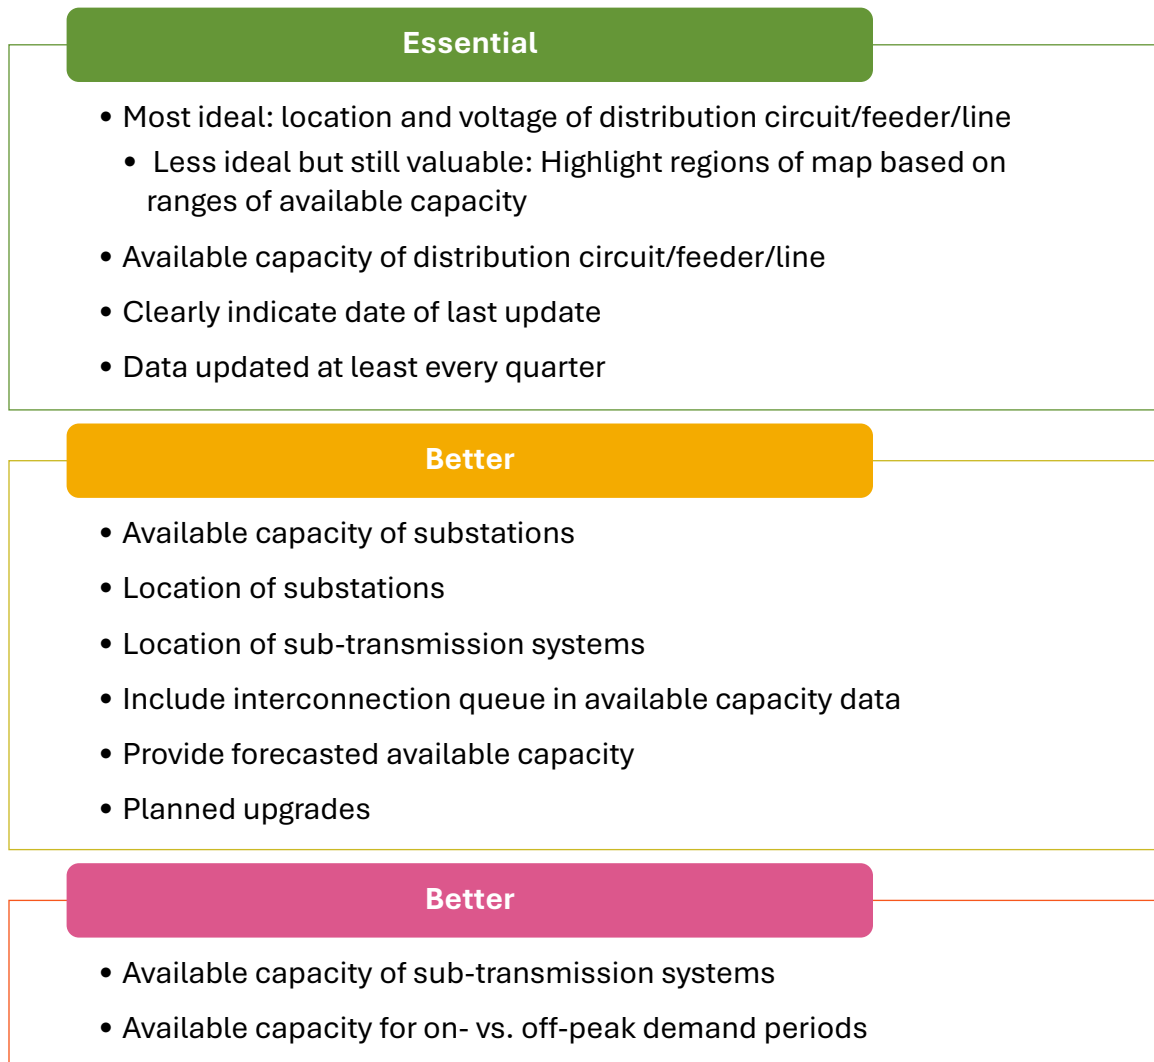 Essential
• Most ideal: location and voltage of distribution circuit/feeder/line
• Less ideal but still valuable: Highlight regions of map based on
ranges of available capacity
• Available capacity of distribution circuit/feeder/line
• Clearly indicate date of last update
• Data updated at least every quarter
Better
• Available capacity of substations
• Location of substations
• Location of sub-transmission systems
• Include interconnection queue in available capacity data
• Provide forecasted available capacity
• Planned upgrades
Better
• Available capacity of sub-transmission systems
• Available capacity for on- vs. off-peak demand periods